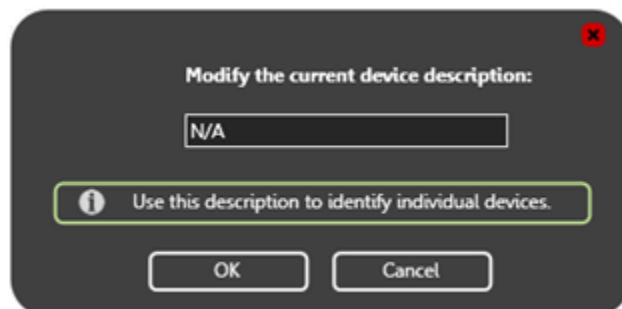 Modify the current device description:
N/A
Use this description to identify individual devices.
OK
Cancel